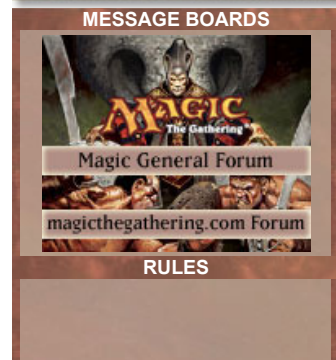 MESSAGE BOARDS
MAGIC
The Gathering®
Magic General Forum
magicthegathering.com Forum
RULES